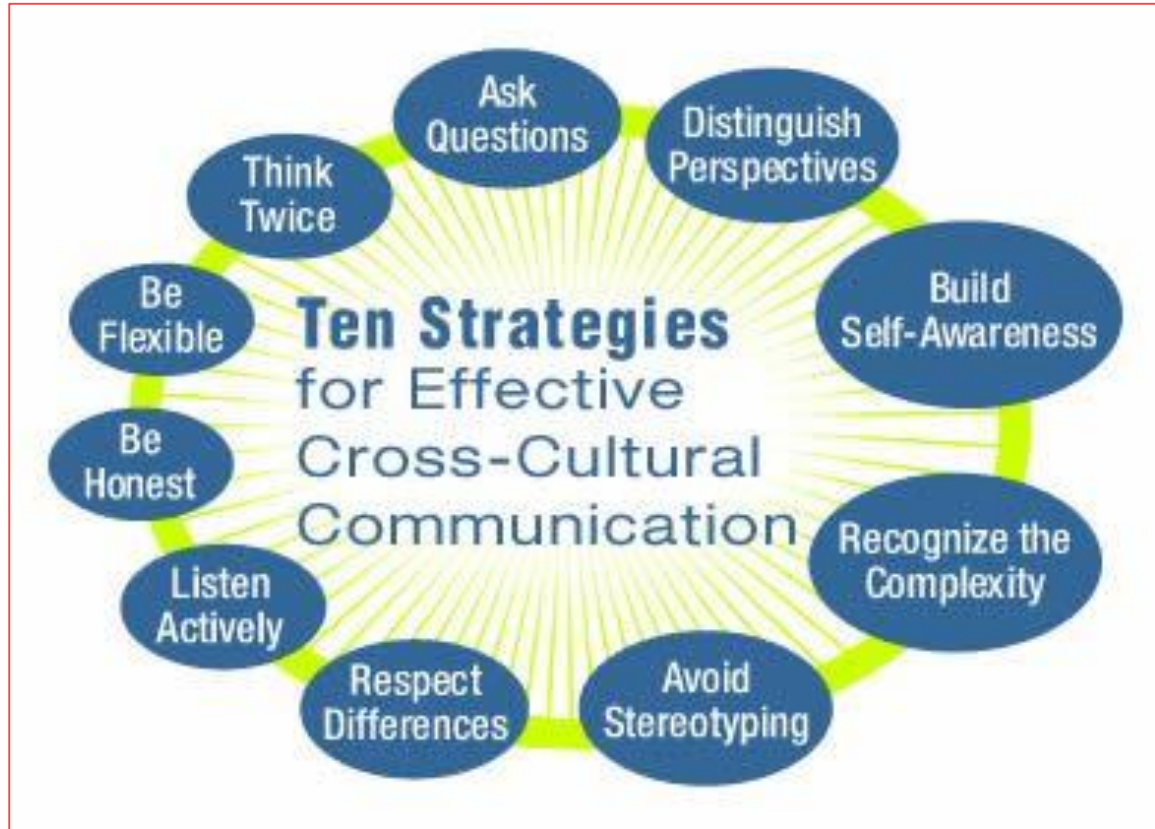 Ten Strategies
for Effective
Cross-Cultural
Communication
Ask
Questions
Distinguish
Perspectives
Build
Self-Awareness
Recognize the
Complexity
Avoid
Stereotyping
Respect
Differences
Listen
Actively
Be
Honest
Be
Flexible
Think
Twice